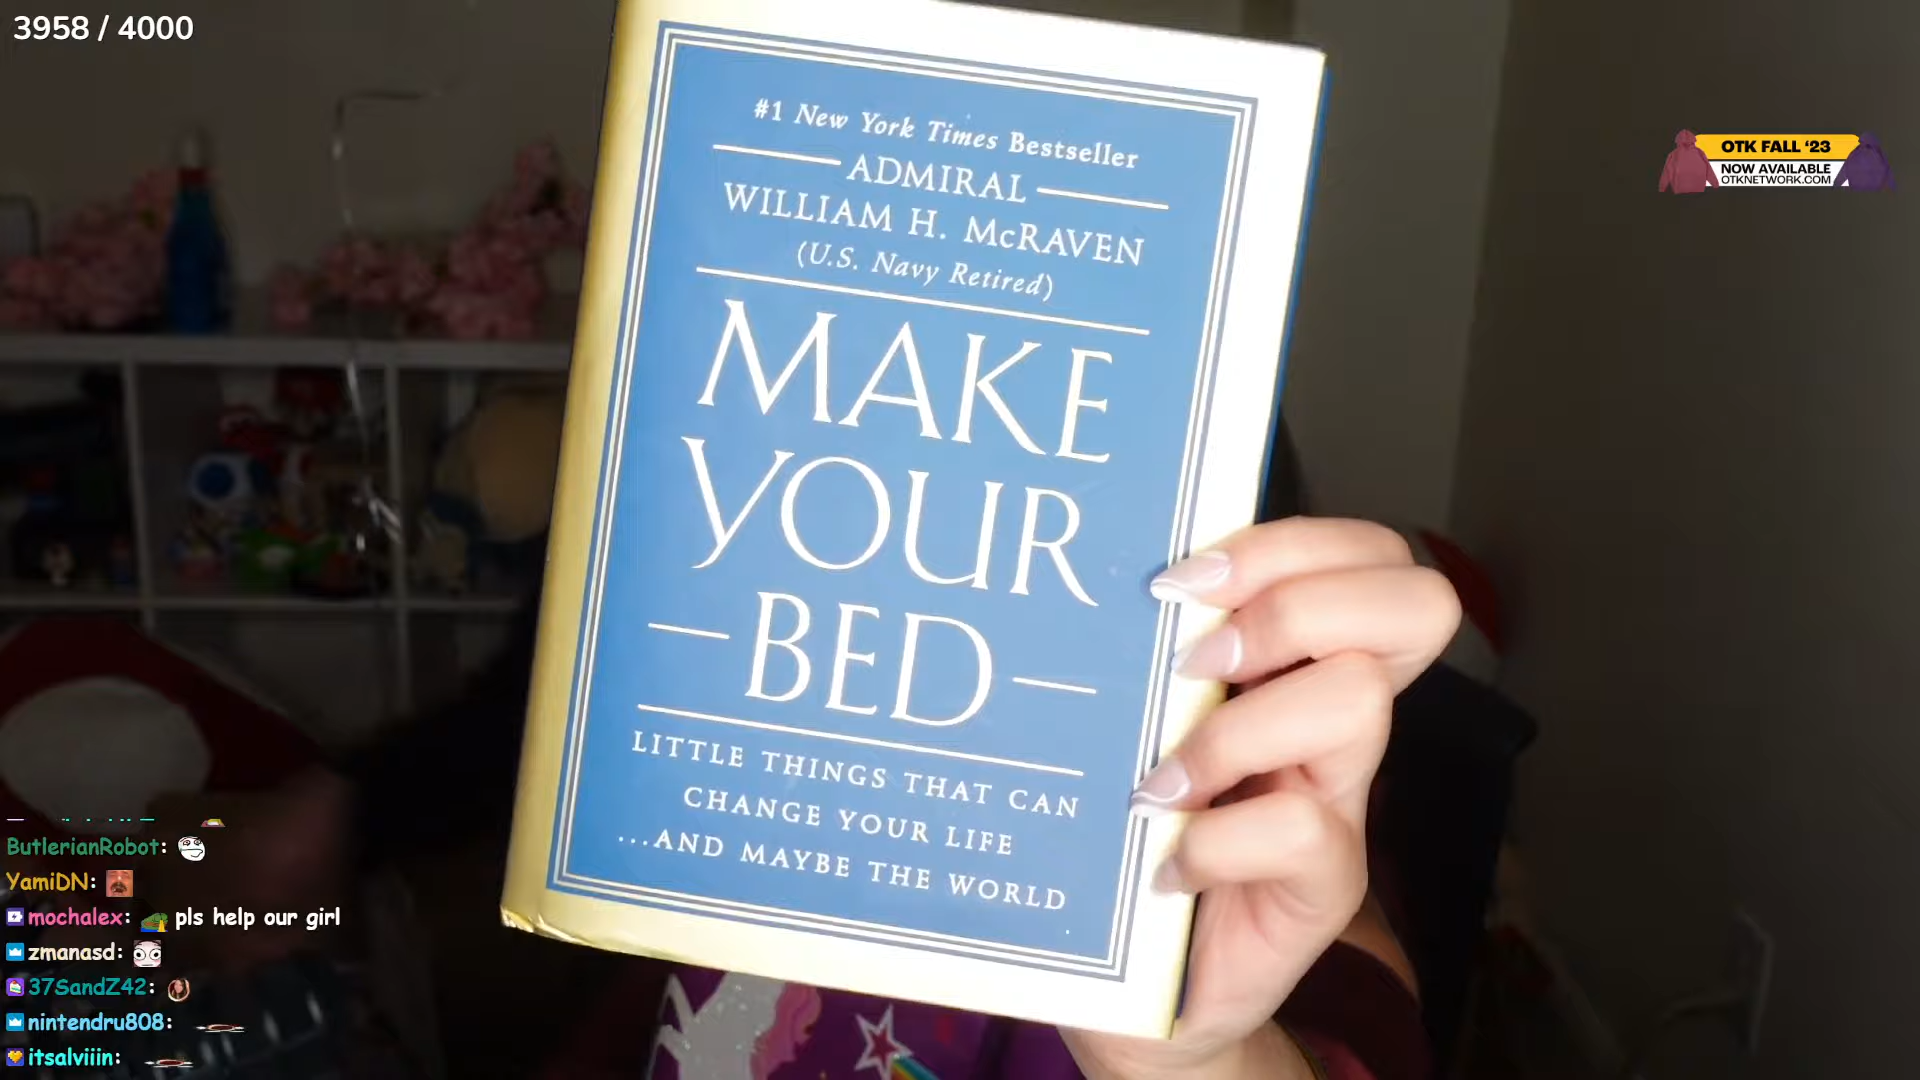 3958 / 4000
#1 New York Times Bestseller
ADMIRAL
WILLIAM H. McRAVEN
(U.S. Navy Retired)
MAKE
YOUR
BED
LITTLE THINGS THAT CAN
CHANGE YOUR LIFE
...AND MAYBE THE WORLD
OTK FALL ‘23
NOW AVAILABLE
OTKNETWORK.COM
ButlerianRobot:
YamiDN:
mochalex: pls help our girl
zmanasd:
37SandZ42:
nintendru808:
itsalviiin: